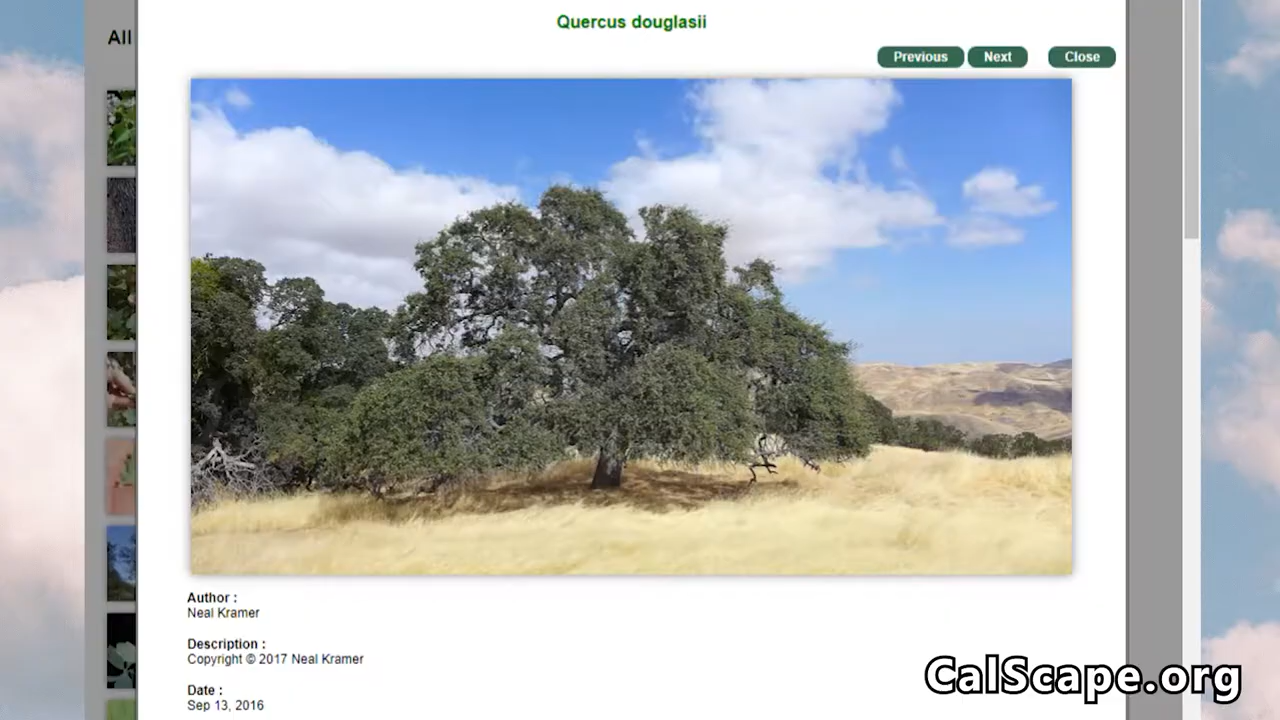 Quercus douglasii
All
Previous Next Close
Author :
Neal Kramer
Description :
Copyright © 2017 Neal Kramer
Date :
Sep 13, 2016
CalScape.org